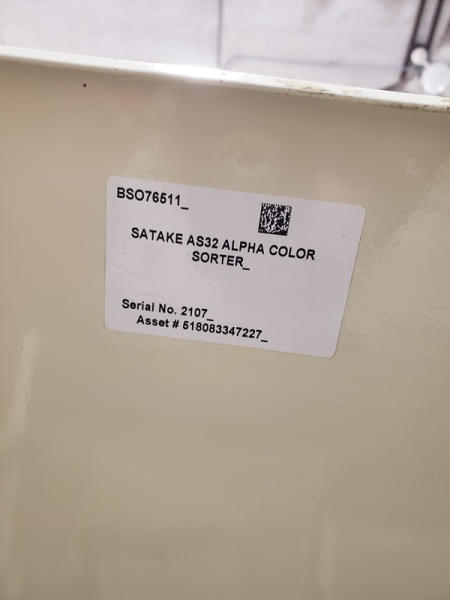 BSO76511_
SATAKE AS32 ALPHA COLOR
SORTER_
Serial No. 2107_
Asset # 518083347227_